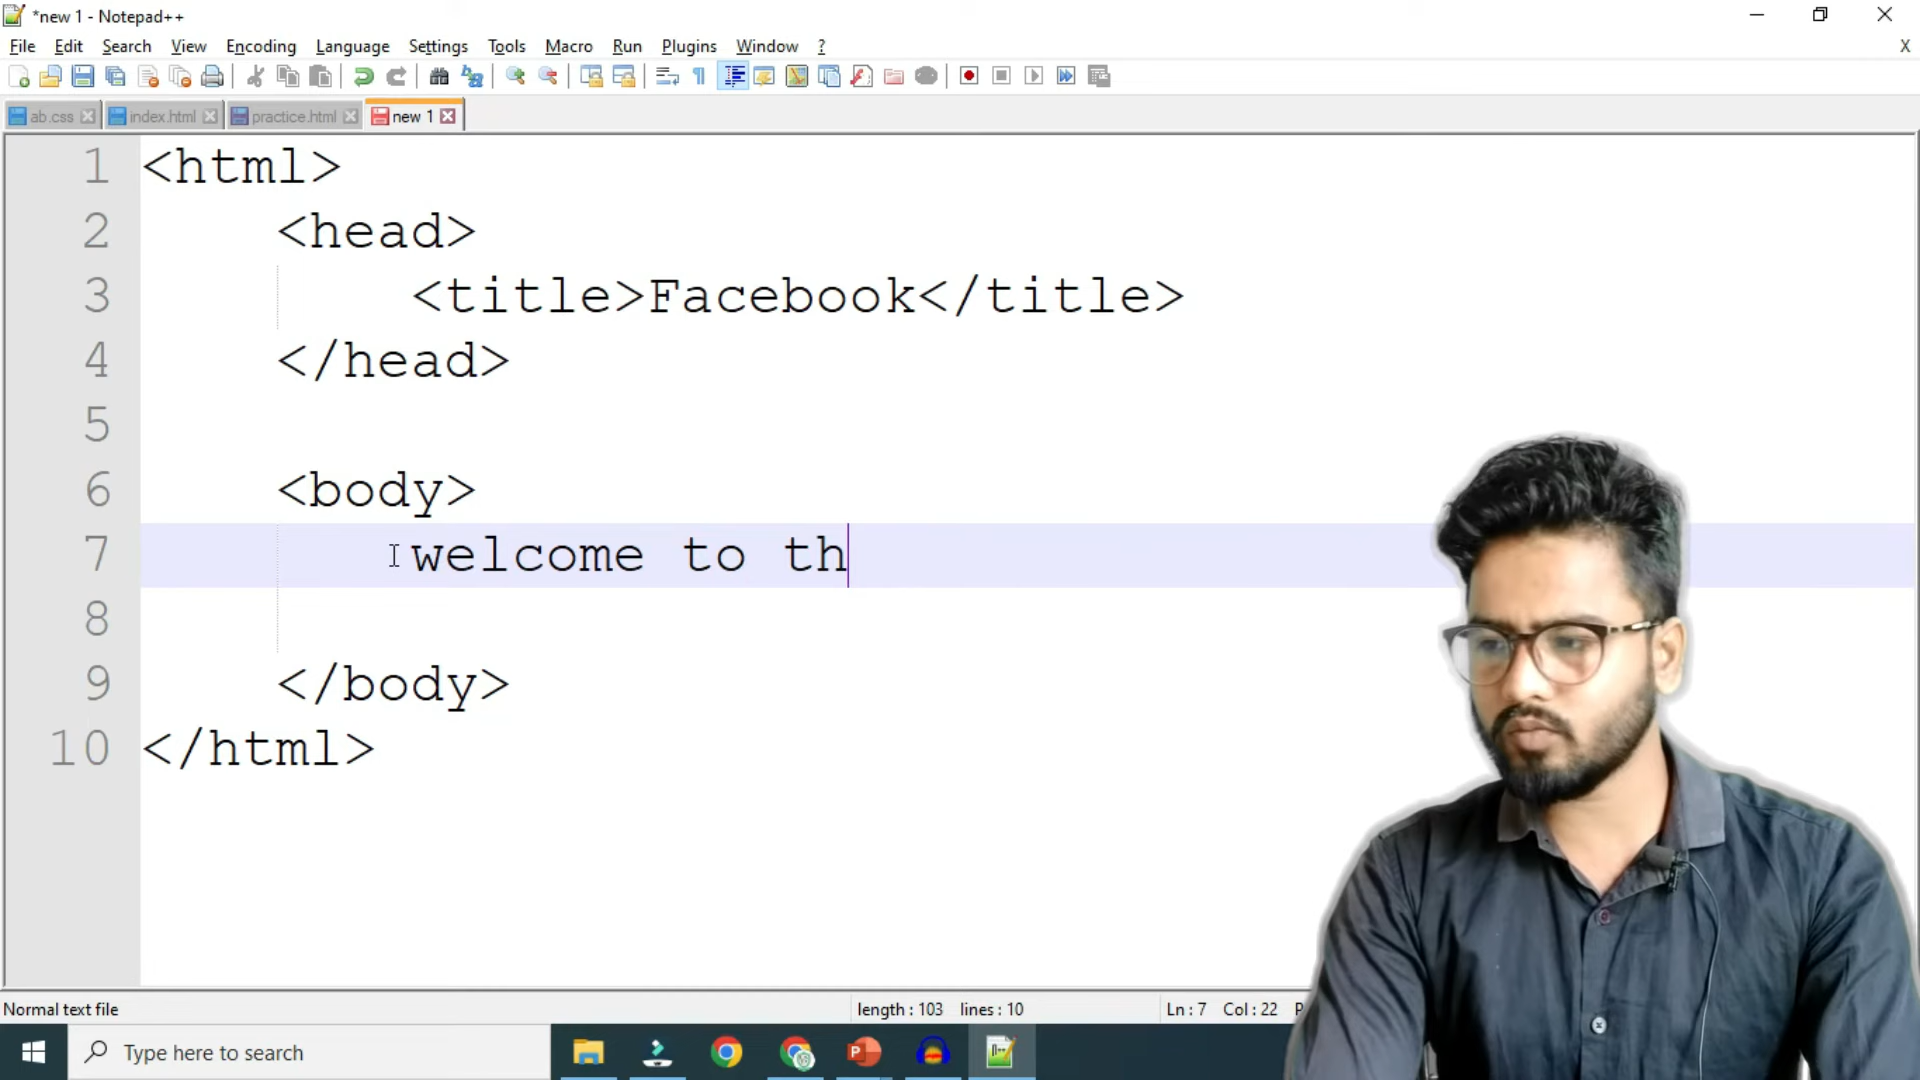 *new 1 - Notepad++
File Edit Search View Encoding Language Settings Tools Macro Run Plugins Window ? X
ab.css index.html practice.html new 1
1 <html>
2 <head>
3 <title>Facebook</title>
4 </head>
5
6 <body>
7 welcome to th
8
9 </body>
10 </html>
Normal text file length : 103 lines : 10 Ln : 7 Col : 22 P
Type here to search